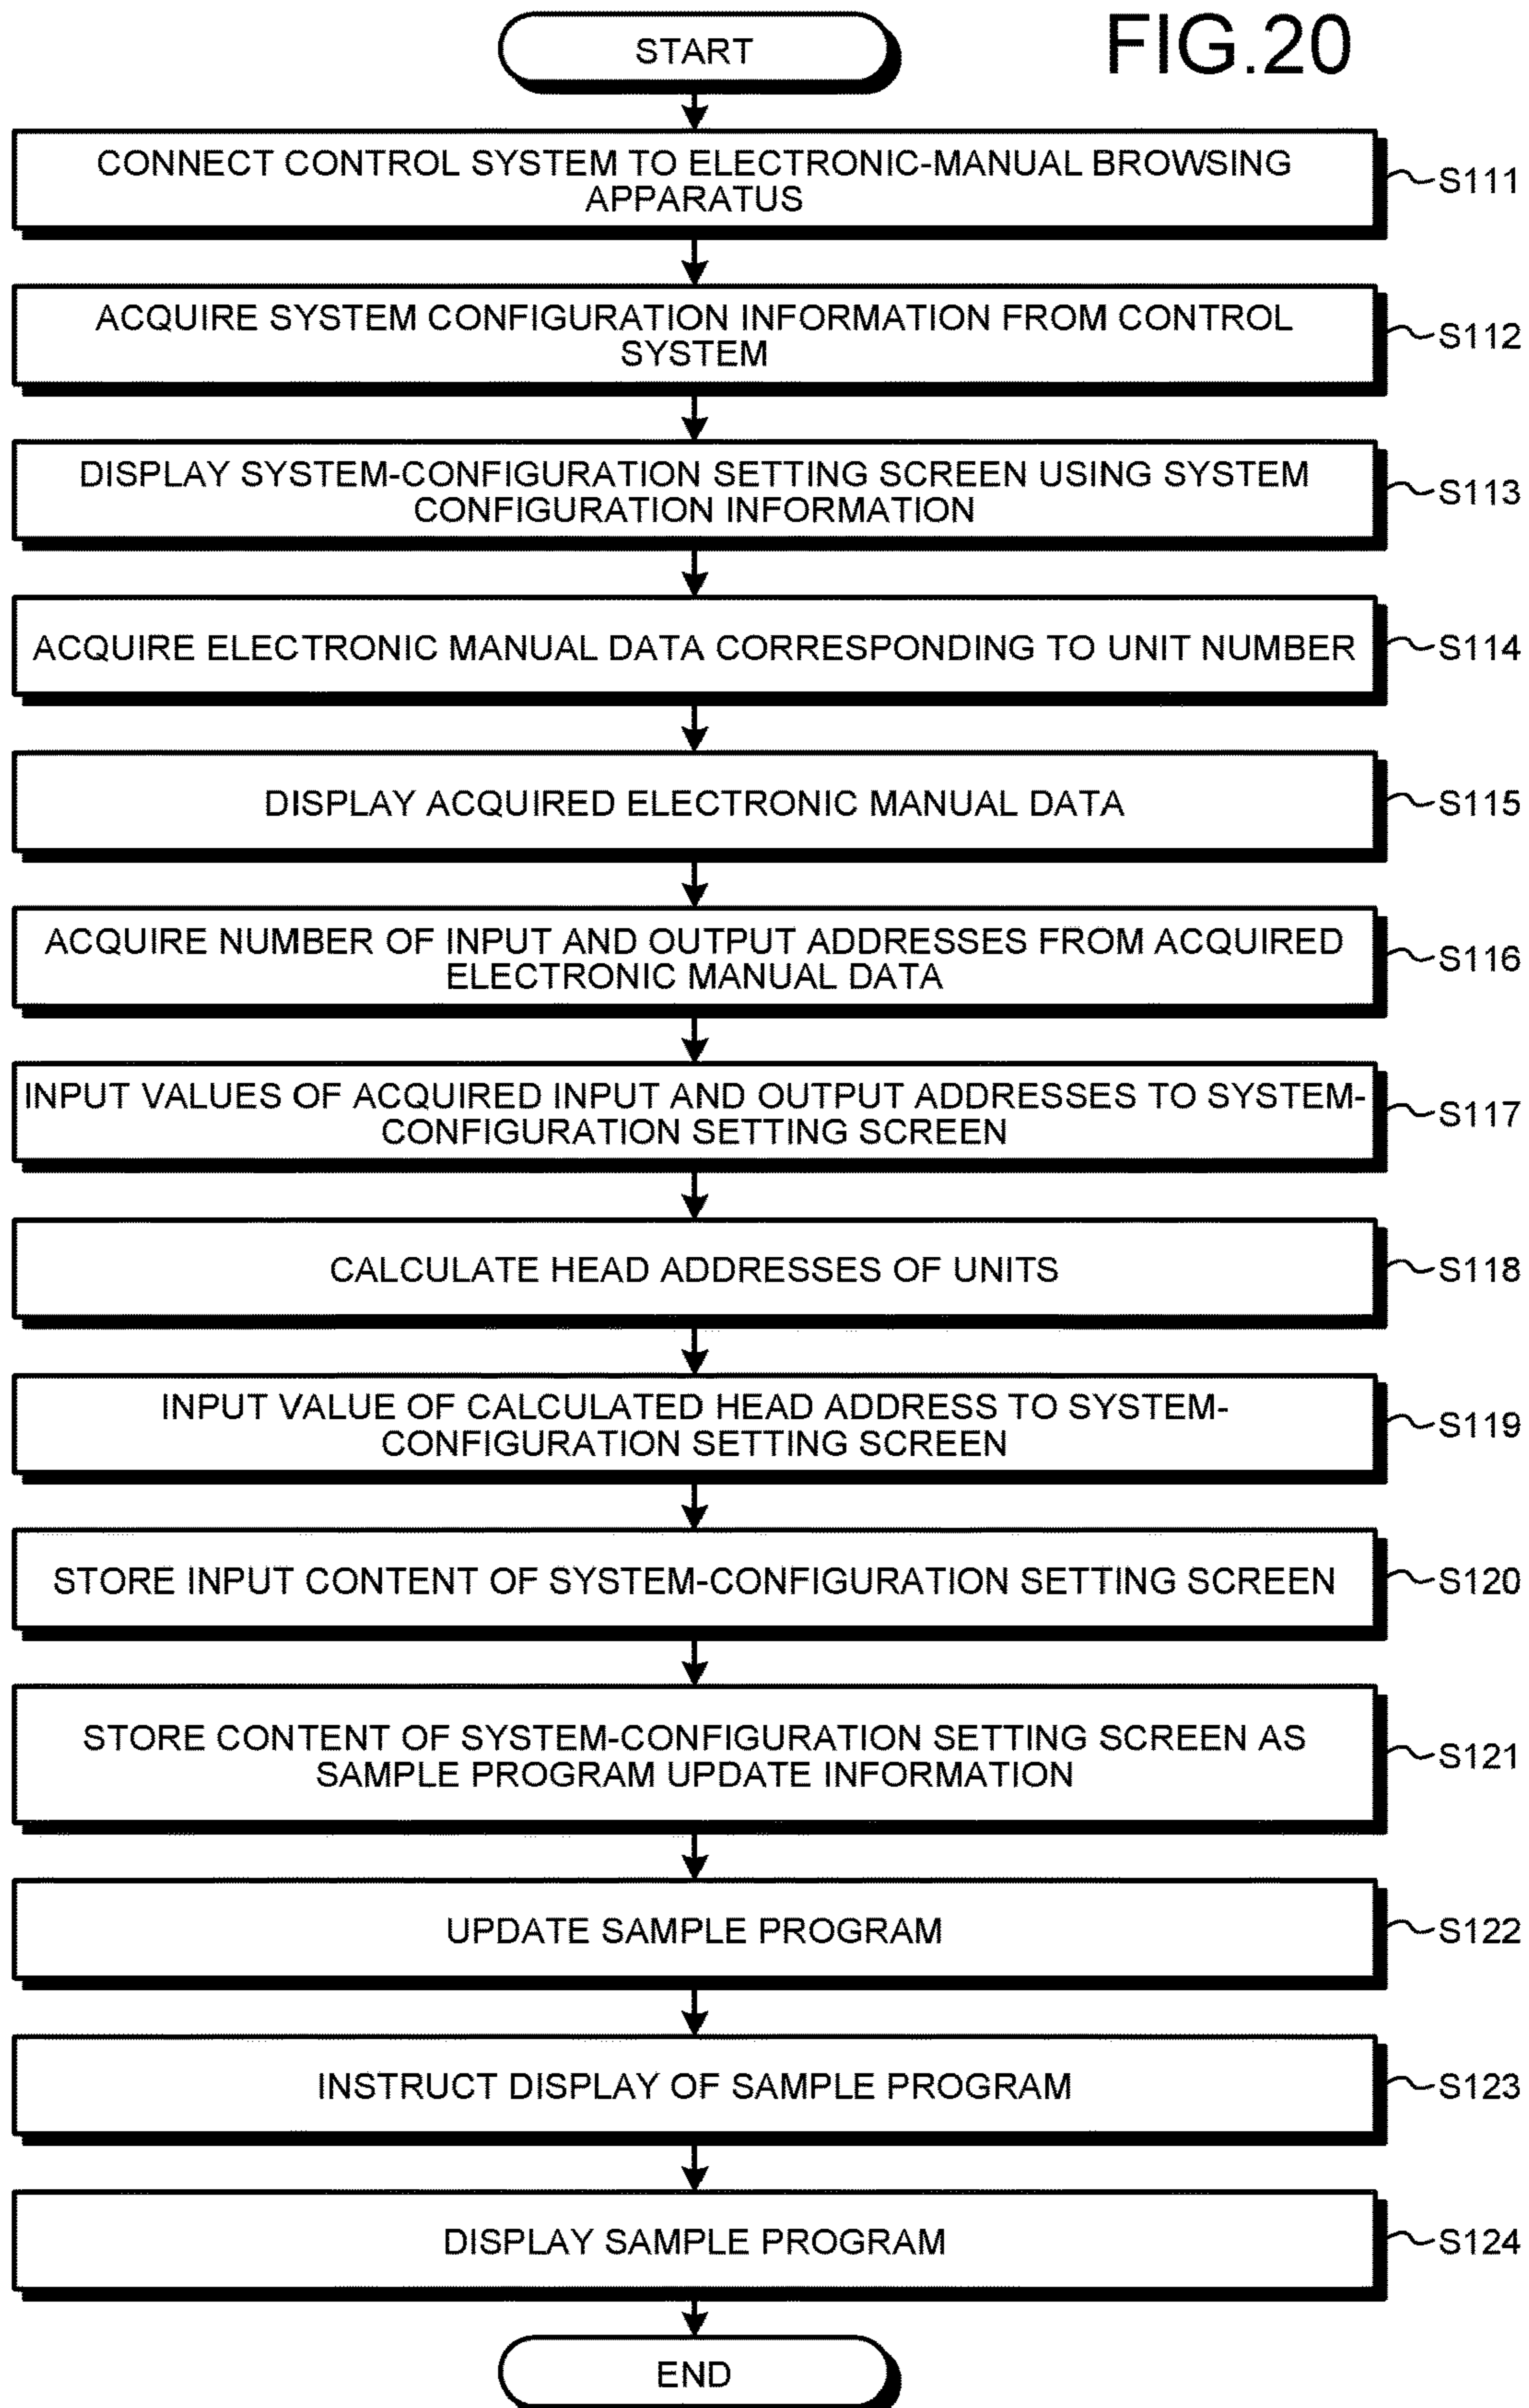 FIG.20
START
CONNECT CONTROL SYSTEM TO ELECTRONIC-MANUAL BROWSING
APPARATUS
S111
ACQUIRE SYSTEM CONFIGURATION INFORMATION FROM CONTROL
SYSTEM
S112
DISPLAY SYSTEM-CONFIGURATION SETTING SCREEN USING SYSTEM
CONFIGURATION INFORMATION
S113
ACQUIRE ELECTRONIC MANUAL DATA CORRESPONDING TO UNIT NUMBER
S114
DISPLAY ACQUIRED ELECTRONIC MANUAL DATA
S115
ACQUIRE NUMBER OF INPUT AND OUTPUT ADDRESSES FROM ACQUIRED
ELECTRONIC MANUAL DATA
S116
INPUT VALUES OF ACQUIRED INPUT AND OUTPUT ADDRESSES TO SYSTEM-
CONFIGURATION SETTING SCREEN
S117
CALCULATE HEAD ADDRESSES OF UNITS
S118
INPUT VALUE OF CALCULATED HEAD ADDRESS TO SYSTEM-
CONFIGURATION SETTING SCREEN
S119
STORE INPUT CONTENT OF SYSTEM-CONFIGURATION SETTING SCREEN
S120
STORE CONTENT OF SYSTEM-CONFIGURATION SETTING SCREEN AS
SAMPLE PROGRAM UPDATE INFORMATION
S121
UPDATE SAMPLE PROGRAM
S122
INSTRUCT DISPLAY OF SAMPLE PROGRAM
S123
DISPLAY SAMPLE PROGRAM
S124
END